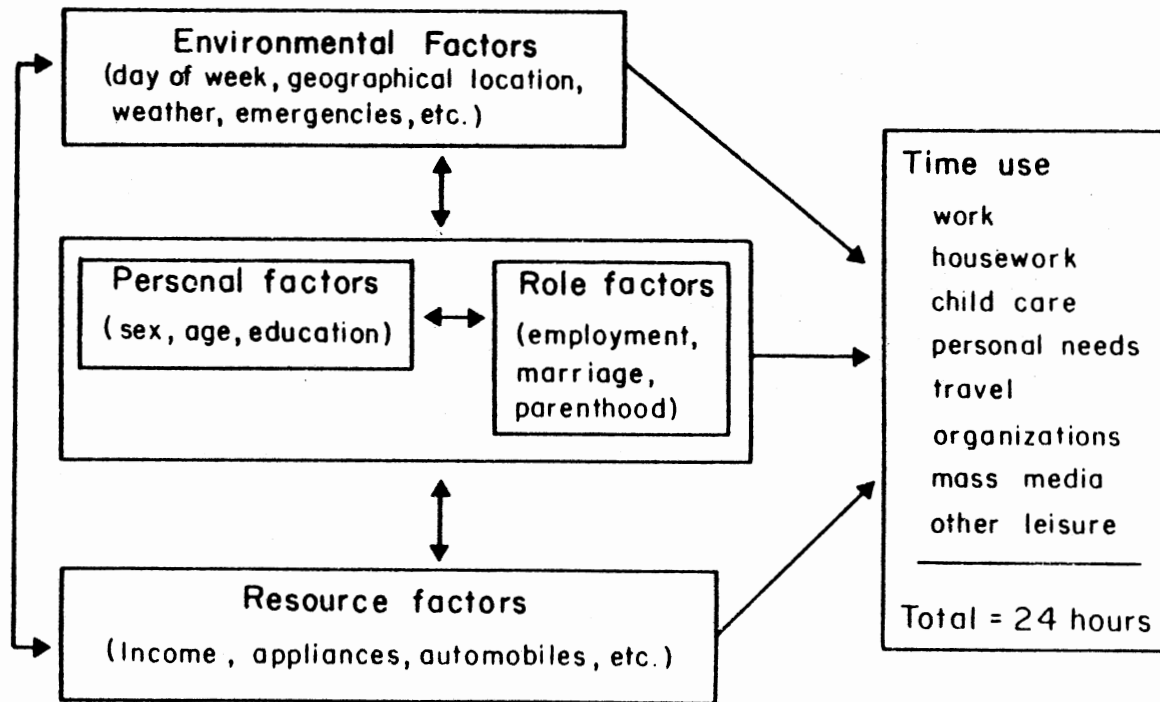 Environmental Factors
(day of week, geographical location,
weather, emergencies, etc.)
Personal factors
(sex, age, education)
Role factors
(employment,
marriage,
parenthood)
Resource factors
(Income, appliances, automobiles, etc.)
Time use
work
housework
child care
personal needs
travel
organizations
mass media
other leisure
Total = 24 hours